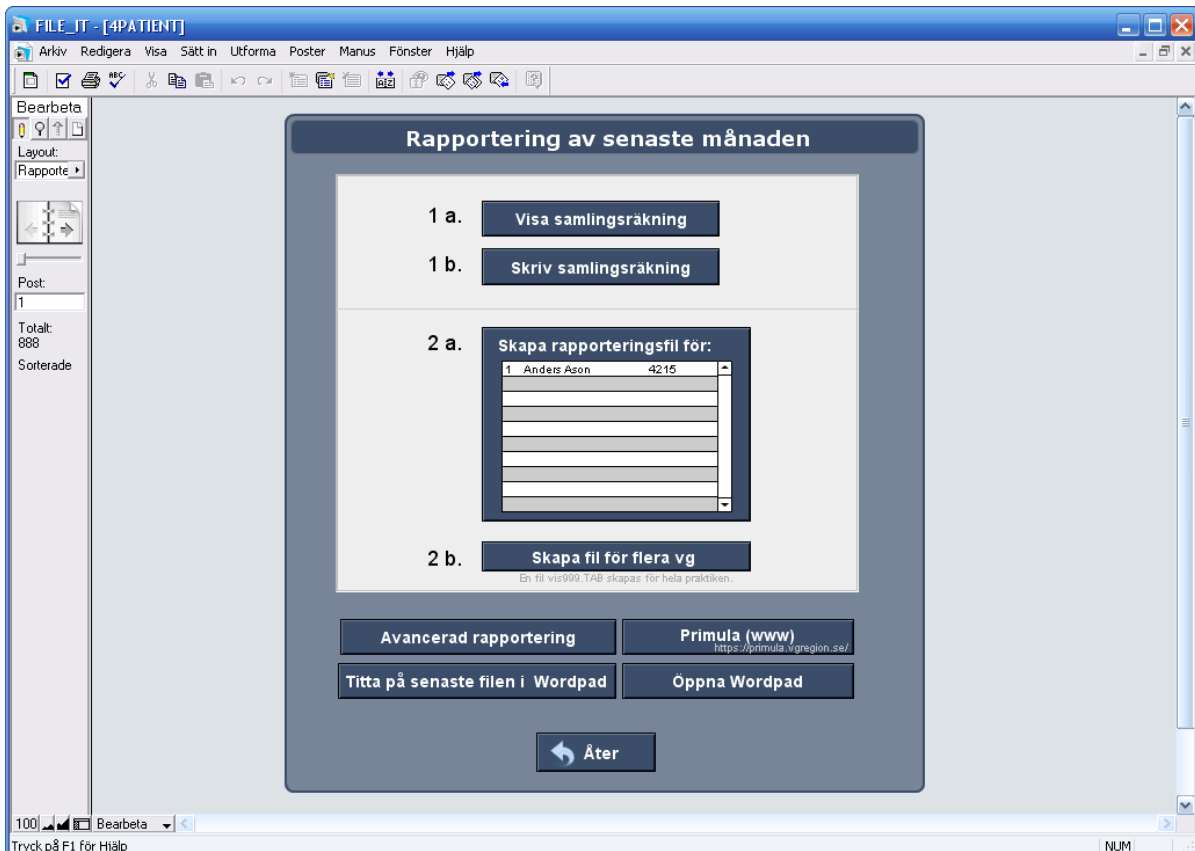 FILE_IT - [4PATIENT]
Arkiv Redigera Visa Sätt in Utforma Poster Manus Fönster Hjälp
ABC
Bearbeta
Layout:
Rapporte
Post:
1
Totalt:
888
Sorterade
Rapportering av senaste månaden
1 a. Visa samlingsräkning
1 b. Skriv samlingsräkning
2 a. Skapa rapporteringsfil för:
1 Anders Ason 4215
2 b. Skapa fil för flera vg
En fil vis999.TAB skapas för hela praktiken.
Avancerad rapportering
Primula (www)
https://primula.vgregion.se/
Titta på senaste filen i Wordpad
Öppna Wordpad
Åter
100 Bearbeta
Tryck på F1 för Hjälp NUM